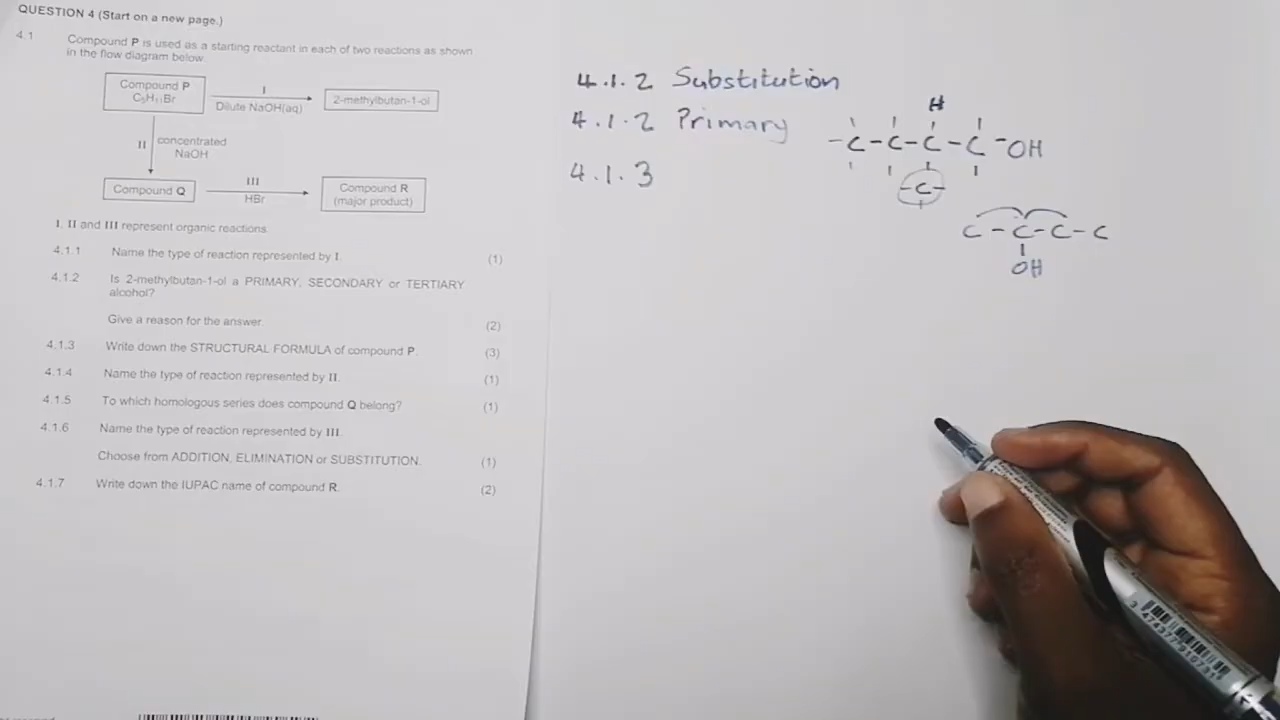 QUESTION 4 (Start on a new page.)
4.1 Compound P is used as a starting reactant in each of two reactions as shown
in the flow diagram below.
Compound P
C5H11Br
I
Dilute NaOH(aq)
2-methylbutan-1-ol
II concentrated
NaOH
Compound Q
III
HBr
Compound R
(major product)
I, II and III represent organic reactions.
4.1.1 Name the type of reaction represented by I. (1)
4.1.2 Is 2-methylbutan-1-ol a PRIMARY, SECONDARY or TERTIARY
alcohol?
Give a reason for the answer. (2)
4.1.3 Write down the STRUCTURAL FORMULA of compound P. (3)
4.1.4 Name the type of reaction represented by II. (1)
4.1.5 To which homologous series does compound Q belong? (1)
4.1.6 Name the type of reaction represented by III.
Choose from ADDITION, ELIMINATION or SUBSTITUTION. (1)
4.1.7 Write down the IUPAC name of compound R. (2)
4.1.2 Substitution
4.1.2 Primary
4.1.3
H
-C-C-C-C-OH
-C-
C-C-C-C
OH
3 474377 910731